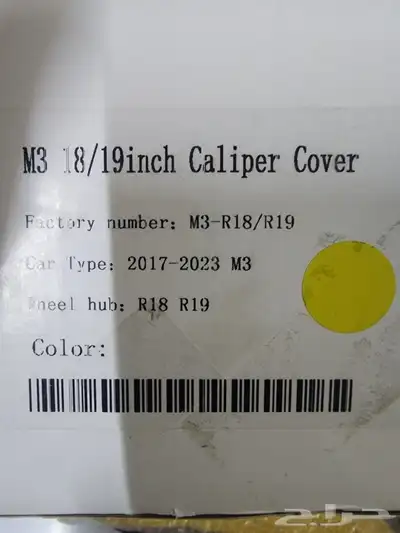 M3 18/19inch Caliper Cover
Factory number: M3-R18/R19
Car Type: 2017-2023 M3
Wheel hub: R18 R19
Color:
حراج